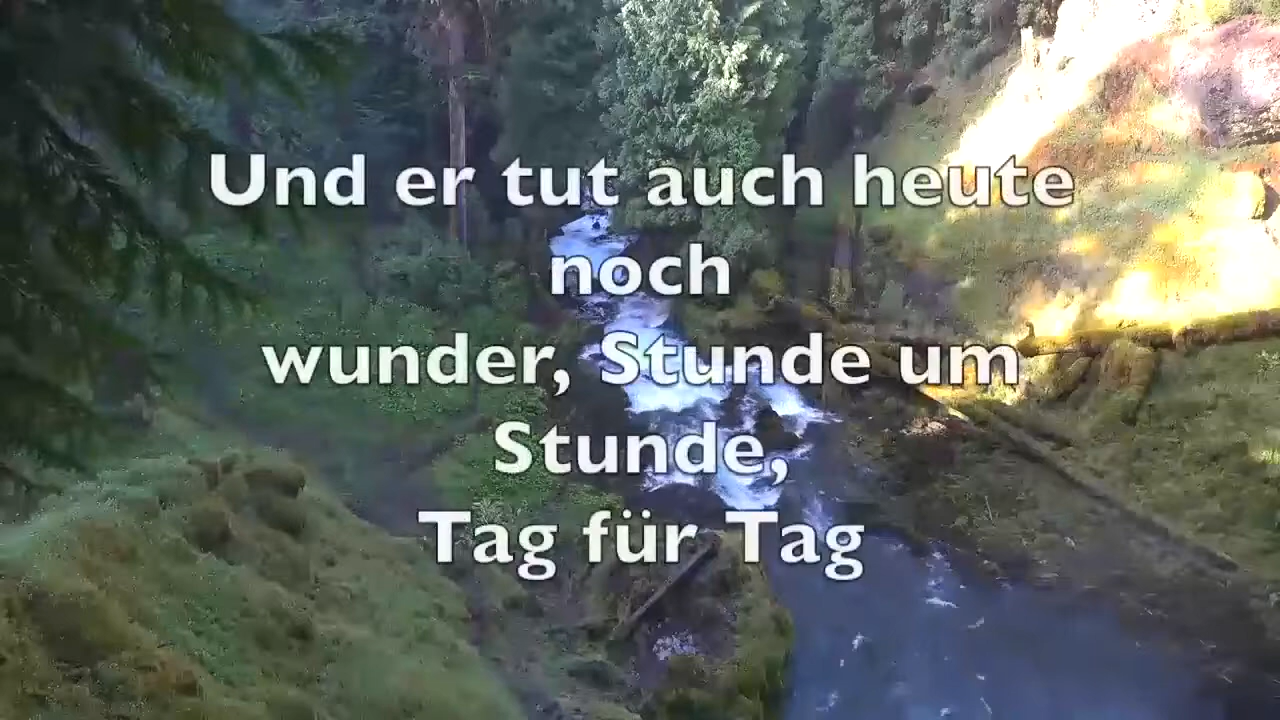 Und er tut auch heute
noch
wunder, Stunde um
Stunde,
Tag für Tag